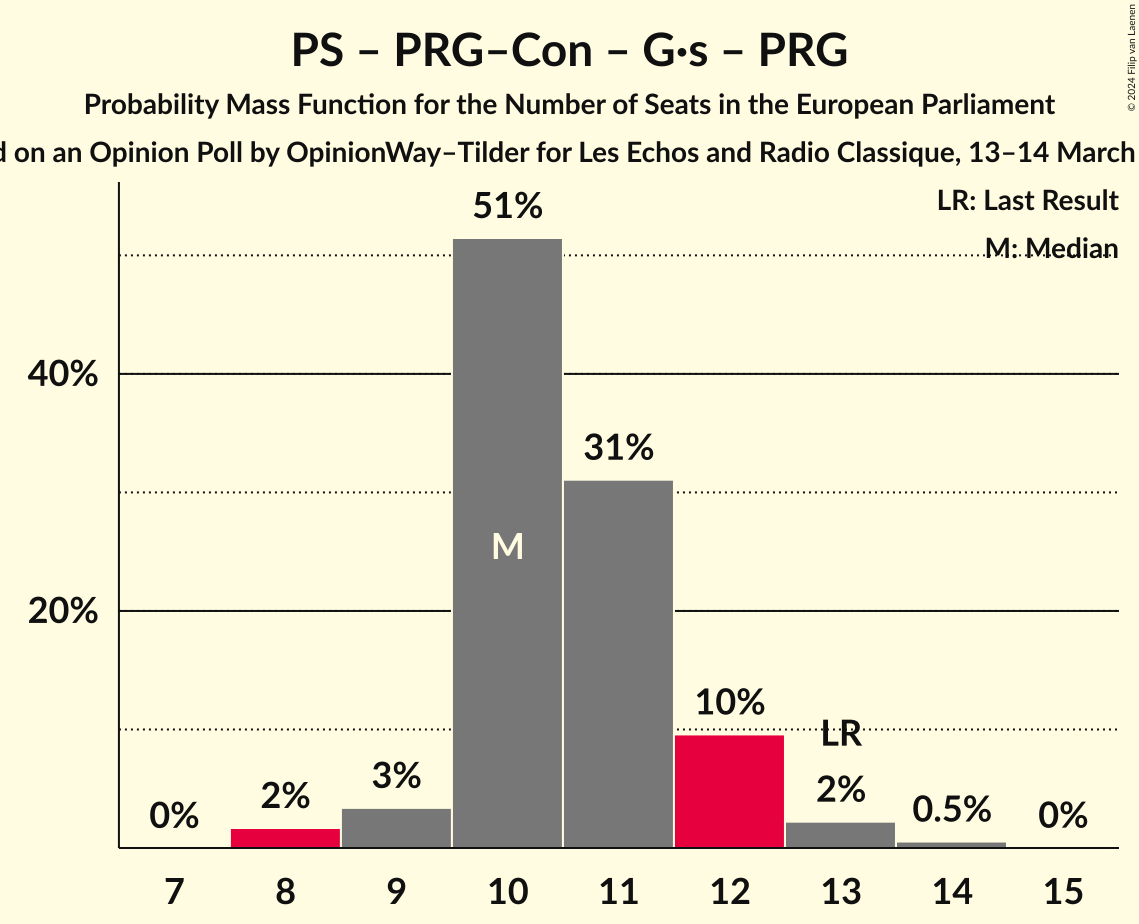 PS – PRG–Con – G·s – PRG
Probability Mass Function for the Number of Seats in the European Parliament
on an Opinion Poll by OpinionWay–Tilder for Les Echos and Radio Classique, 13–14 March
© 2024 Filip van Laenen
LR: Last Result
M: Median
51%
40%
31%
M
20%
10%
LR
0%
2%
3%
2%
0.5%
0%
7 8 9 10 11 12 13 14 15